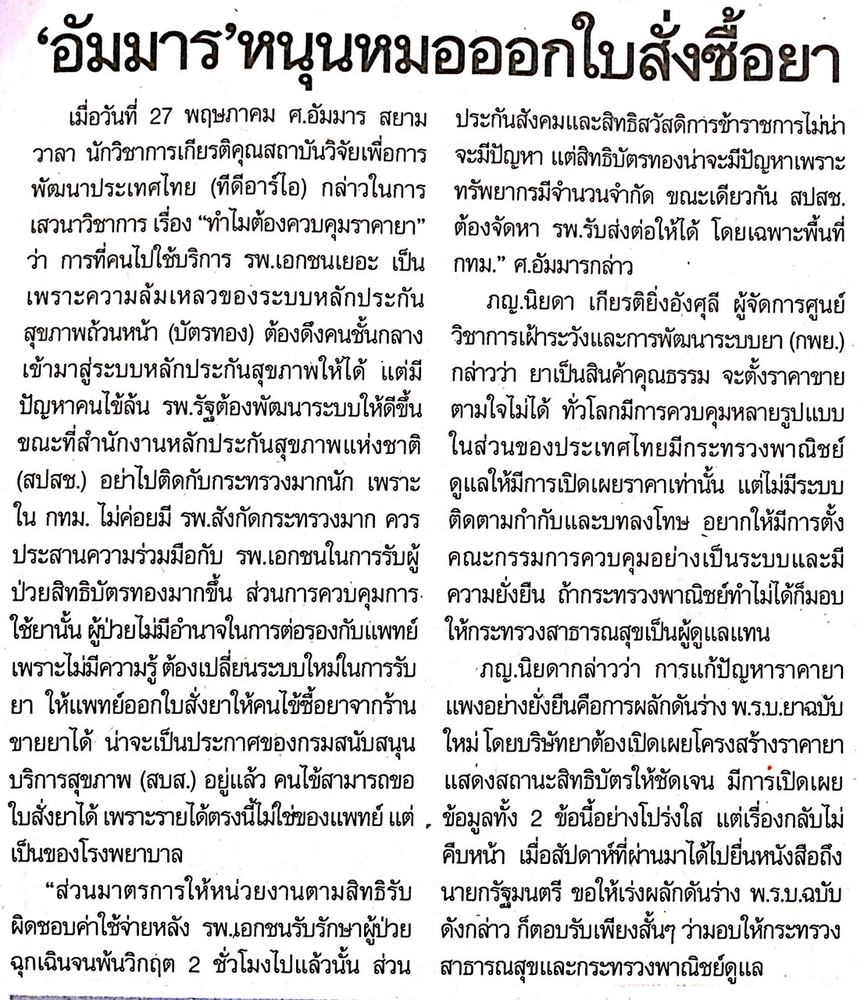 ‘อัมมาร’หนุนหมอออกใบสั่งซื้อยา
เมื่อวันที่ 27 พฤษภาคม ศ.อัมมาร สยาม
วาลา นักวิชาการเกียรติคุณสถาบันวิจัยเพื่อการ
พัฒนาประเทศไทย (ทีดีอาร์ไอ) กล่าวในการ
เสวนาวิชาการ เรื่อง “ทำไมต้องควบคุมราคายา”
ว่า การที่คนไปใช้บริการ รพ.เอกชนเยอะ เป็น
เพราะความล้มเหลวของระบบหลักประกัน
สุขภาพถ้วนหน้า (บัตรทอง) ต้องดึงคนชั้นกลาง
เข้ามาสู่ระบบหลักประกันสุขภาพให้ได้ แต่มี
ปัญหาคนไข้ล้น รพ.รัฐต้องพัฒนาระบบให้ดีขึ้น
ขณะที่สำนักงานหลักประกันสุขภาพแห่งชาติ
(สปสช.) อย่าไปติดกับกระทรวงมากนัก เพราะ
ใน กทม. ไม่ค่อยมี รพ.สังกัดกระทรวงมาก ควร
ประสานความร่วมมือกับ รพ.เอกชนในการรับผู้
ป่วยสิทธิบัตรทองมากขึ้น ส่วนการควบคุมการ
ใช้ยานั้น ผู้ป่วยไม่มีอำนาจในการต่อรองกับแพทย์
เพราะไม่มีความรู้ ต้องเปลี่ยนระบบใหม่ในการรับ
ยา ให้แพทย์ออกใบสั่งยาให้คนไข้ซื้อยาจากร้าน
ขายยาได้ น่าจะเป็นประกาศของกรมสนับสนุน
บริการสุขภาพ (สบส.) อยู่แล้ว คนไข้สามารถขอ
ใบสั่งยาได้ เพราะรายได้ตรงนี้ไม่ใช่ของแพทย์ แต่
เป็นของโรงพยาบาล
“ส่วนมาตรการให้หน่วยงานตามสิทธิรับ
ผิดชอบค่าใช้จ่ายหลัง รพ.เอกชนรับรักษาผู้ป่วย
ฉุกเฉินจนพ้นวิกฤต 2 ชั่วโมงไปแล้วนั้น ส่วน
ประกันสังคมและสิทธิสวัสดิการข้าราชการไม่น่า
จะมีปัญหา แต่สิทธิบัตรทองน่าจะมีปัญหาเพราะ
ทรัพยากรมีจำนวนจำกัด ขณะเดียวกัน สปสช.
ต้องจัดหา รพ.รับส่งต่อให้ได้ โดยเฉพาะพื้นที่
กทม.” ศ.อัมมารกล่าว
ภญ.นิยดา เกียรติยิ่งอังศุลี ผู้จัดการศูนย์
วิชาการเฝ้าระวังและการพัฒนาระบบยา (กพย.)
กล่าวว่า ยาเป็นสินค้าคุณธรรม จะตั้งราคาขาย
ตามใจไม่ได้ ทั่วโลกมีการควบคุมหลายรูปแบบ
ในส่วนของประเทศไทยมีกระทรวงพาณิชย์
ดูแลให้มีการเปิดเผยราคาเท่านั้น แต่ไม่มีระบบ
ติดตามกำกับและบทลงโทษ อยากให้มีการตั้ง
คณะกรรมการควบคุมอย่างเป็นระบบและมี
ความยั่งยืน ถ้ากระทรวงพาณิชย์ทำไม่ได้ก็มอบ
ให้กระทรวงสาธารณสุขเป็นผู้ดูแลแทน
ภญ.นิยดากล่าวว่า การแก้ปัญหาราคายา
แพงอย่างยั่งยืนคือการผลักดันร่าง พ.ร.บ.ยาฉบับ
ใหม่ โดยบริษัทยาต้องเปิดเผยโครงสร้างราคายา
แสดงสถานะสิทธิบัตรให้ชัดเจน มีการเปิดเผย
ข้อมูลทั้ง 2 ข้อนี้อย่างโปร่งใส แต่เรื่องกลับไม่
คืบหน้า เมื่อสัปดาห์ที่ผ่านมาได้ไปยื่นหนังสือถึง
นายกรัฐมนตรี ขอให้เร่งผลักดันร่าง พ.ร.บ.ฉบับ
ดังกล่าว ก็ตอบรับเพียงสั้นๆ ว่ามอบให้กระทรวง
สาธารณสุขและกระทรวงพาณิชย์ดูแล